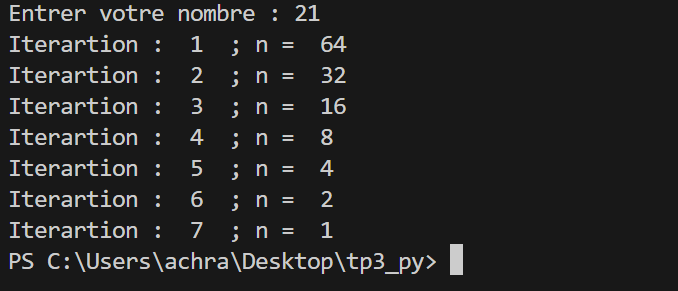 Entrer votre nombre : 21
Iterartion :  1  ; n =  64
Iterartion :  2  ; n =  32
Iterartion :  3  ; n =  16
Iterartion :  4  ; n =  8
Iterartion :  5  ; n =  4
Iterartion :  6  ; n =  2
Iterartion :  7  ; n =  1
PS C:\Users\achra\Desktop\tp3_py>